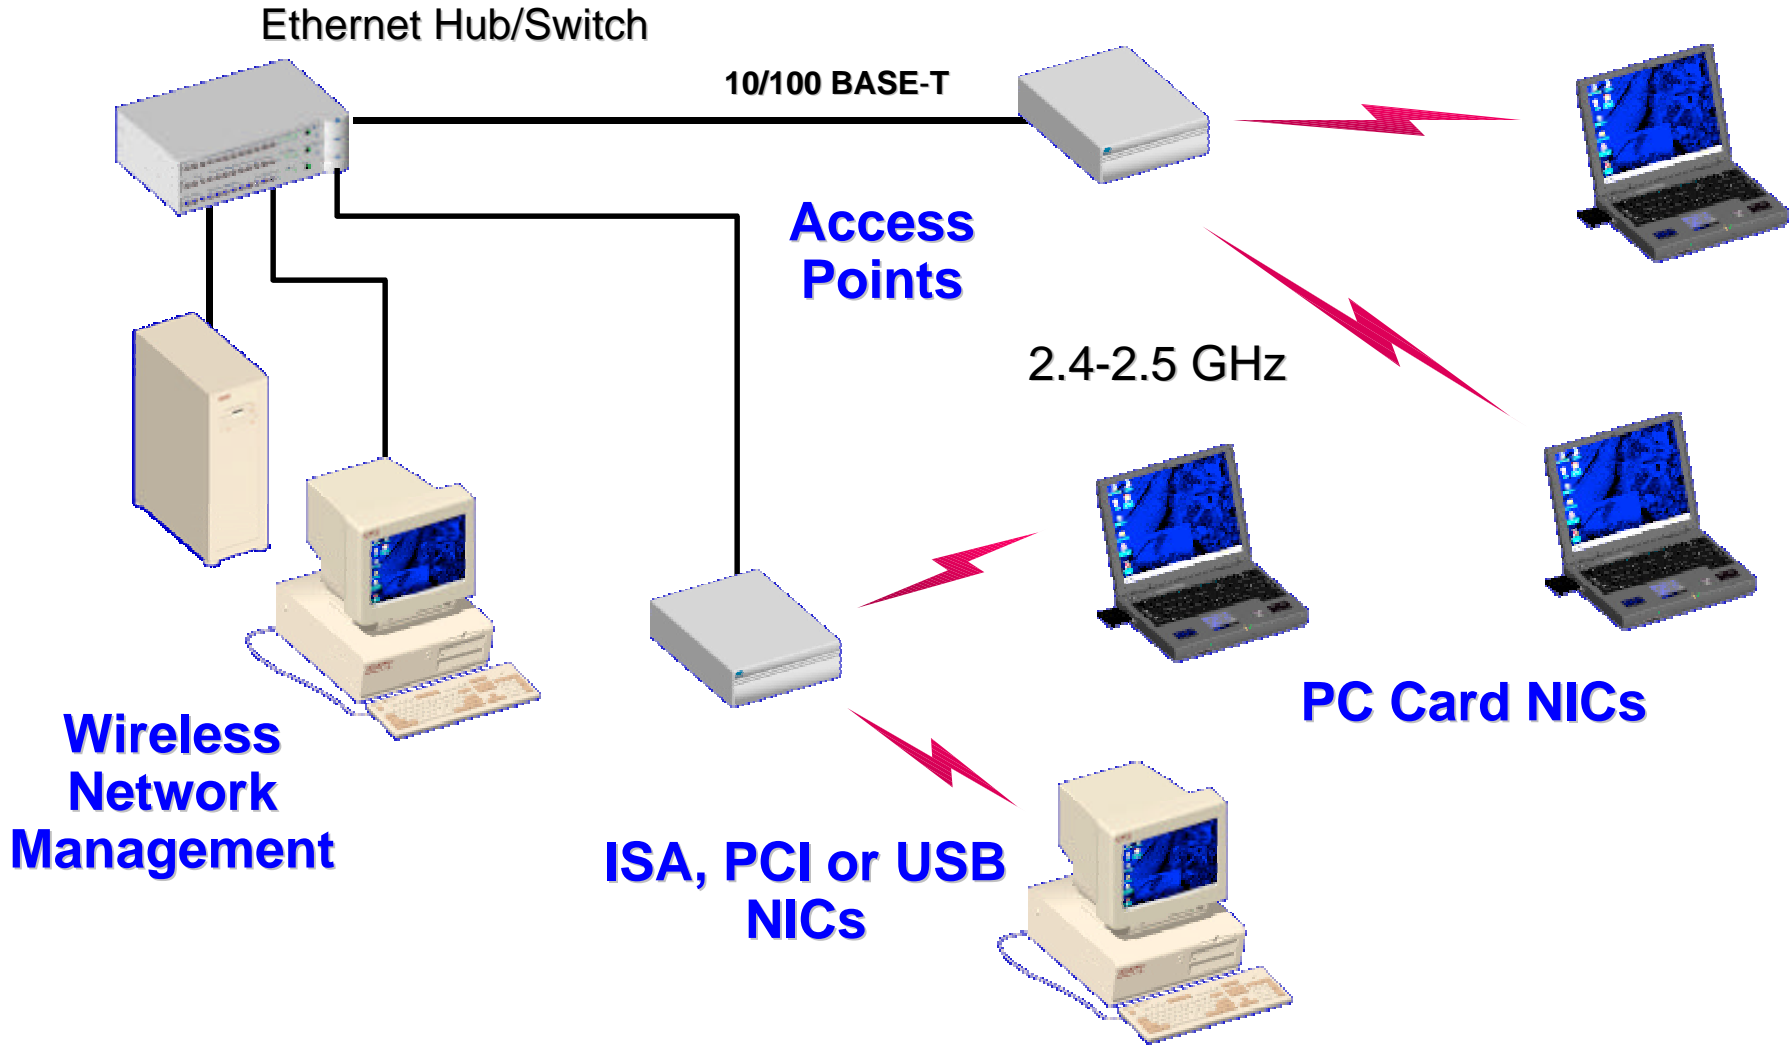 Ethernet Hub/Switch
10/100 BASE-T
Access
Points
2.4-2.5 GHz
PC Card NICs
Wireless
Network
Management
ISA, PCI or USB
NICs